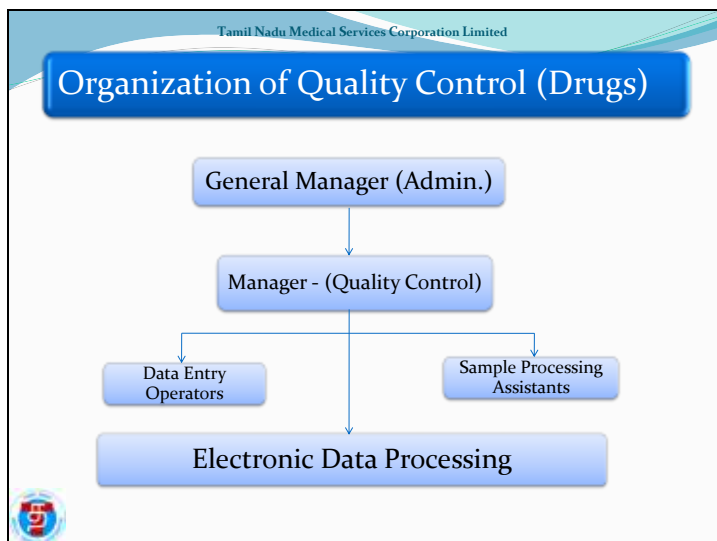 Tamil Nadu Medical Services Corporation Limited
Organization of Quality Control (Drugs)
General Manager (Admin.)
Manager - (Quality Control)
Data Entry
Operators
Sample Processing
Assistants
Electronic Data Processing